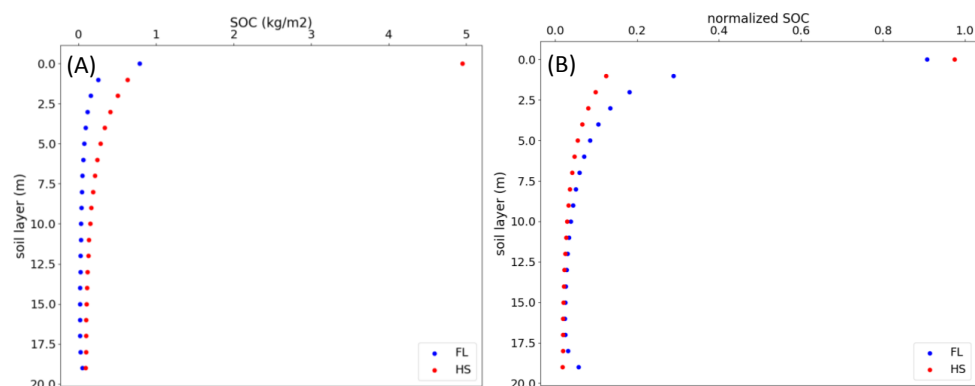 SOC (kg/m2)
0 1 2 3 4 5
(A)
soil layer (m)
0.0
2.5
5.0
7.5
10.0
12.5
15.0
17.5
20.0
FL
HS
normalized SOC
0.0 0.2 0.4 0.6 0.8 1.0
(B)
soil layer (m)
0.0
2.5
5.0
7.5
10.0
12.5
15.0
17.5
20.0
FL
HS